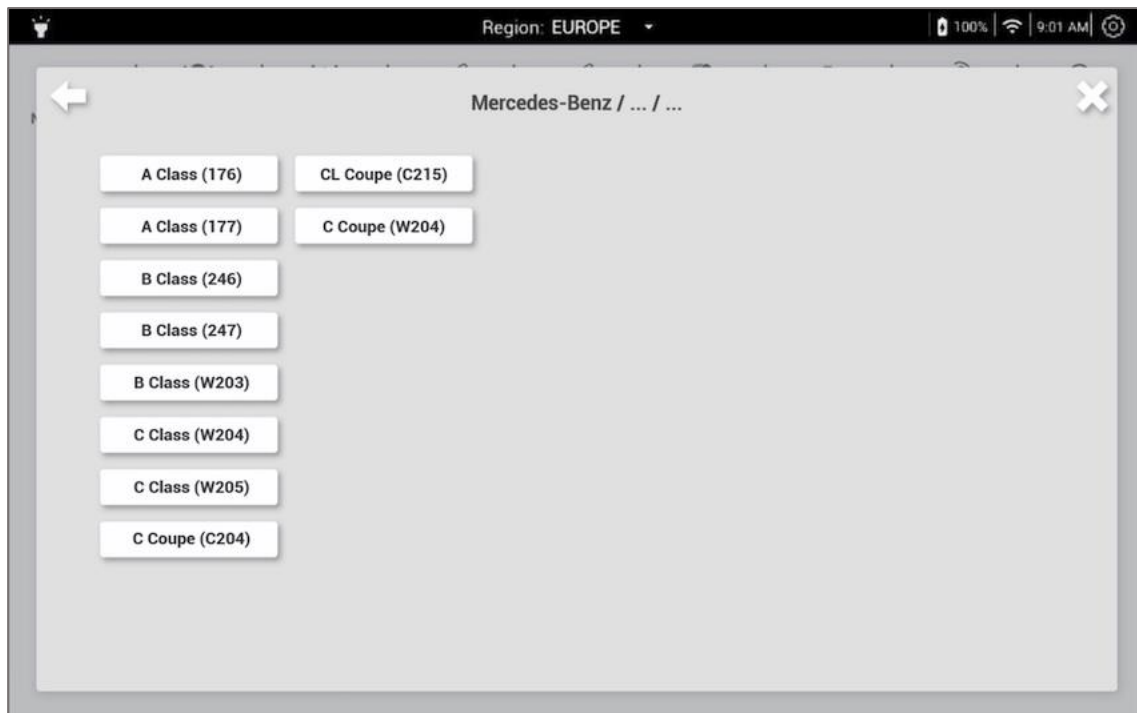 Region: EUROPE
100% 9:01 AM
Mercedes-Benz / ... / ...
A Class (176)
CL Coupe (C215)
A Class (177)
C Coupe (W204)
B Class (246)
B Class (247)
B Class (W203)
C Class (W204)
C Class (W205)
C Coupe (C204)